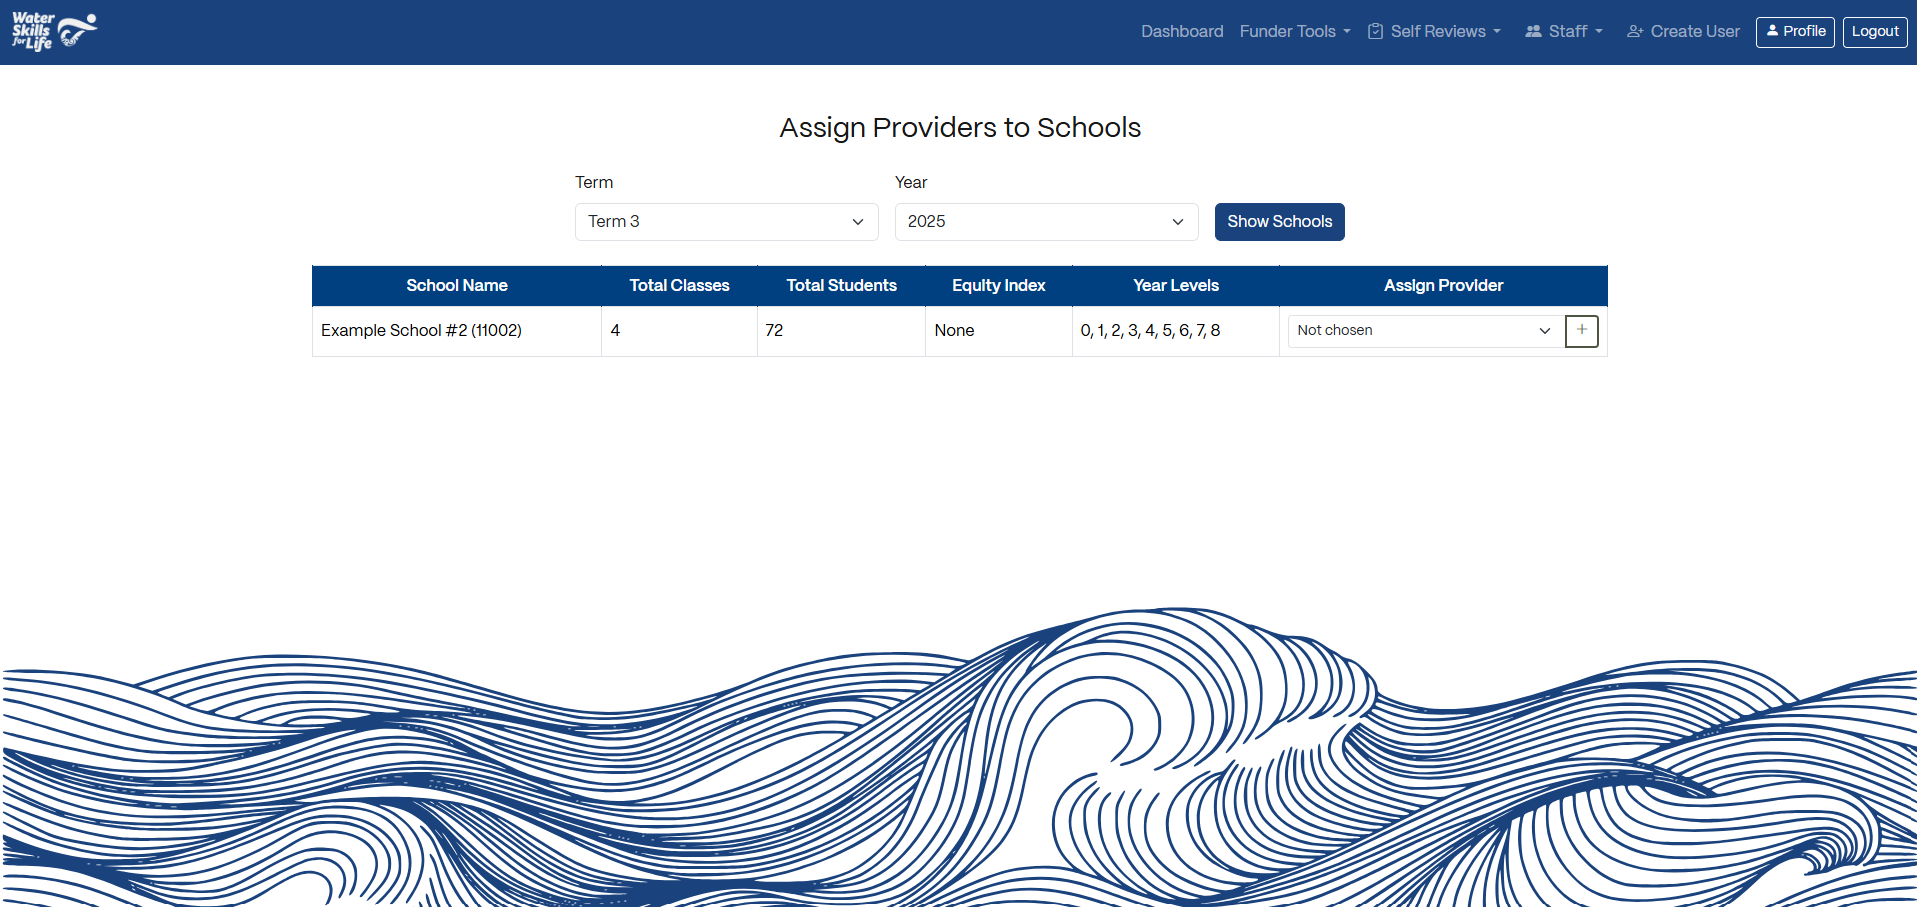 Water
Skills
for Life
Dashboard Funder Tools Self Reviews Staff Create User Profile Logout
Assign Providers to Schools
Term Year
Term 3 2025 Show Schools
School Name Total Classes Total Students Equity Index Year Levels Assign Provider
Example School #2 (11002) 4 72 None 0, 1, 2, 3, 4, 5, 6, 7, 8 Not chosen +